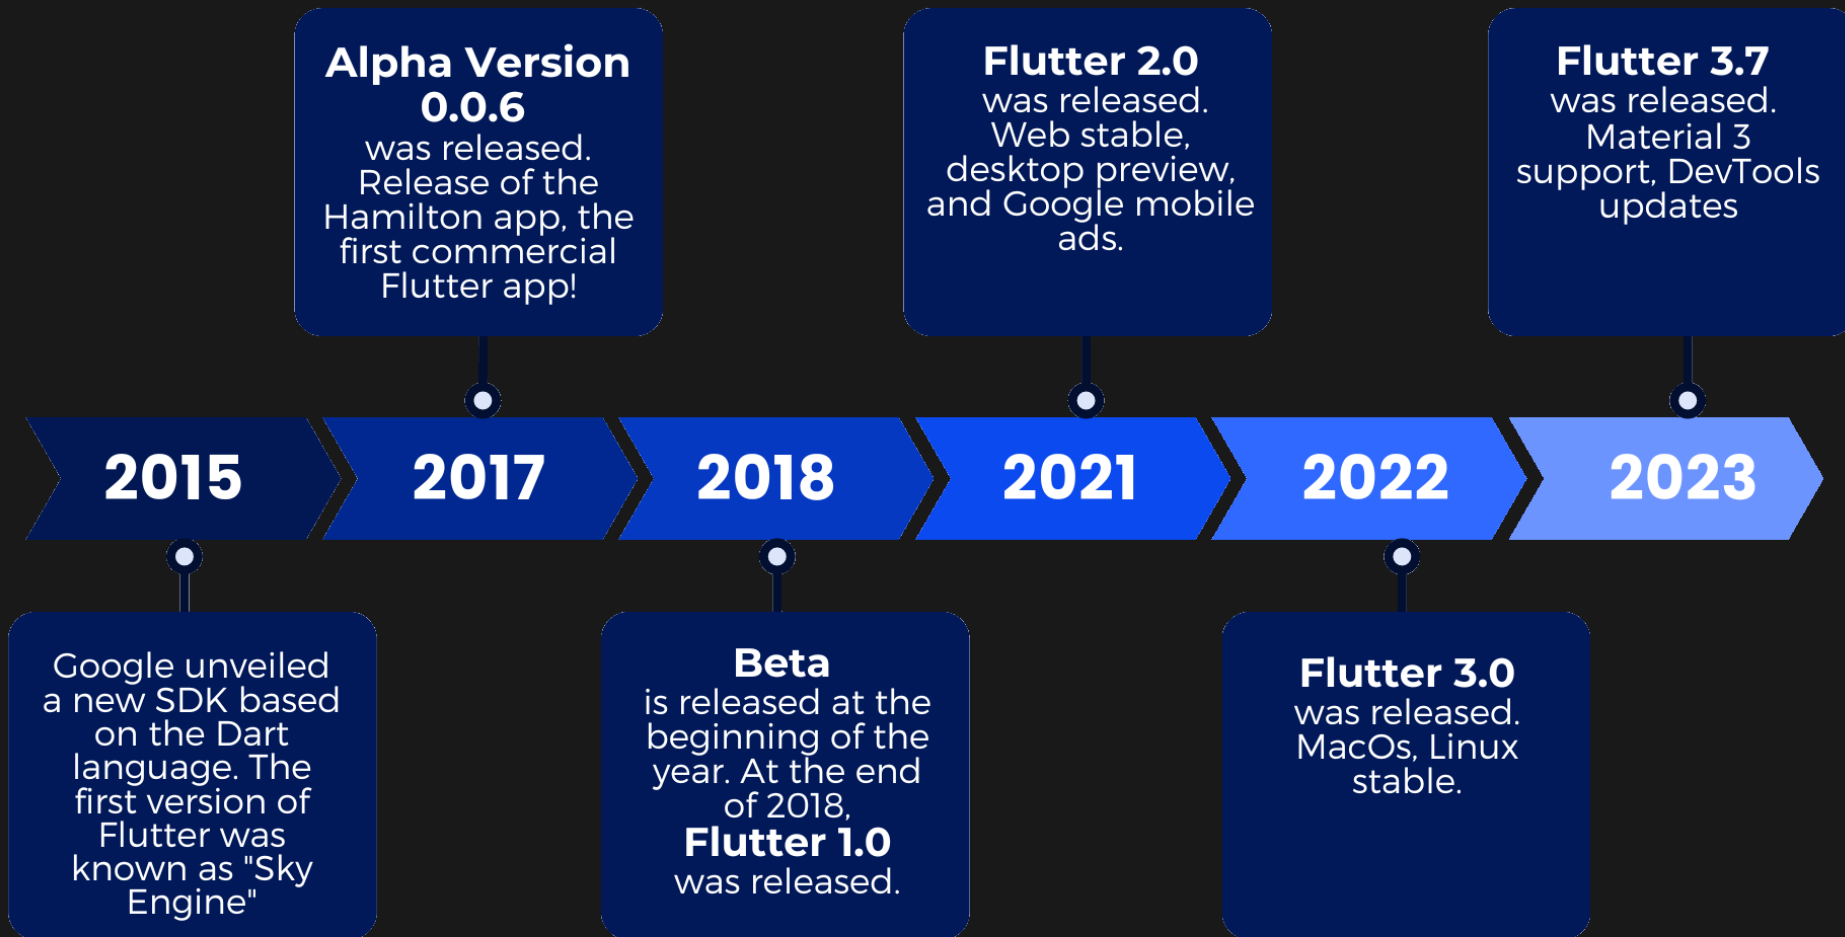 Alpha Version
0.0.6
was released.
Release of the
Hamilton app, the
first commercial
Flutter app!
Flutter 2.0
was released.
Web stable,
desktop preview,
and Google mobile
ads.
Flutter 3.7
was released.
Material 3
support, DevTools
updates
2015
2017
2018
2021
2022
2023
Google unveiled
a new SDK based
on the Dart
language. The
first version of
Flutter was
known as "Sky
Engine"
Beta
is released at the
beginning of the
year. At the end
of 2018,
Flutter 1.0
was released.
Flutter 3.0
was released.
MacOs, Linux
stable.